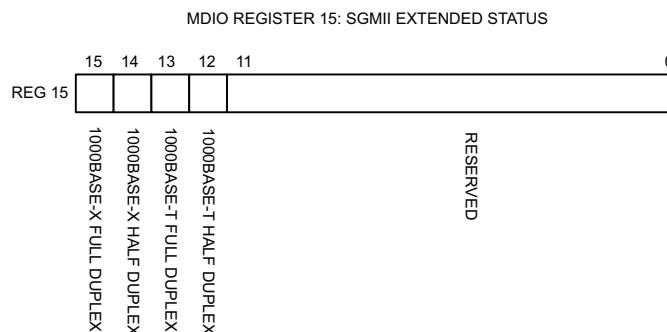 MDIO REGISTER 15: SGMII EXTENDED STATUS
15 14 13 12 11 0
REG 15
1000BASE-X FULL DUPLEX
1000BASE-X HALF DUPLEX
1000BASE-T FULL DUPLEX
1000BASE-T HALF DUPLEX
RESERVED